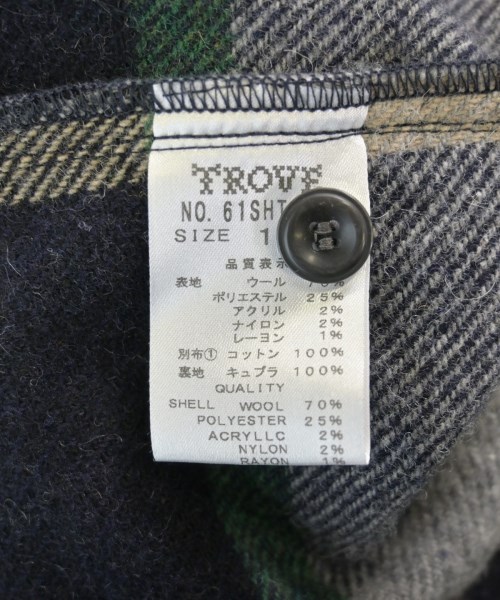 TROVE
NO. 61SHT
SIZE 1
品質表示
表地 ウール 70%
ポリエステル 25%
アクリル 2%
ナイロン 2%
レーヨン 1%
別布① コットン 100%
裏地 キュプラ 100%
QUALITY
SHELL WOOL 70%
POLYESTER 25%
ACRYLLC 2%
NYLON 2%
RAYON 1%